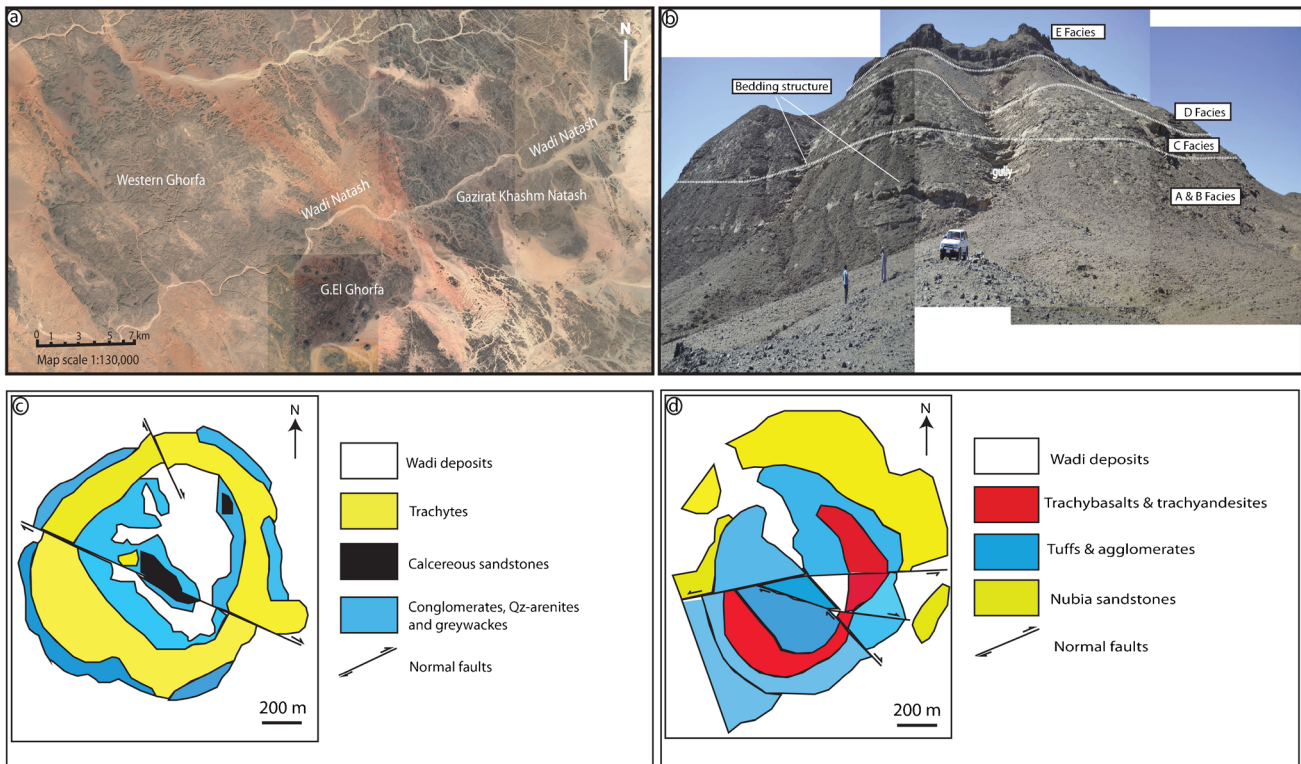 a
N
Western Ghorfa
Wadi Natash
Wadi Natash
Gazirat Khashm Natash
G.El Ghorfa
0 1 3 5 7 km
Map scale 1:130,000
b
E Facies
Bedding structure
D Facies
C Facies
gully
A & B Facies
c
N
Wadi deposits
Trachytes
Calcereous sandstones
Conglomerates, Qz-arenites
and greywackes
Normal faults
200 m
d
N
Wadi deposits
Trachybasalts & trachyandesites
Tuffs & agglomerates
Nubia sandstones
Normal faults
200 m